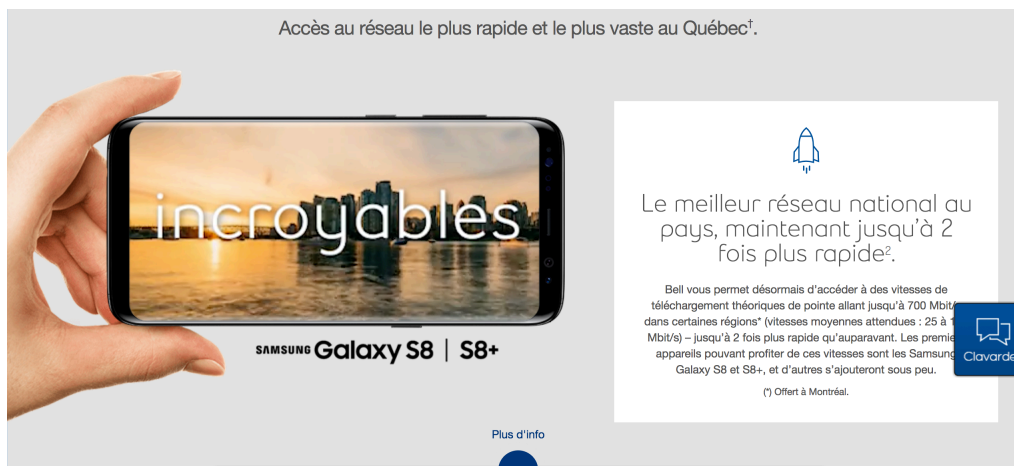 Accès au réseau le plus rapide et le plus vaste au Québec†.
incroyables
SAMSUNG Galaxy S8 | S8+
Le meilleur réseau national au
pays, maintenant jusqu'à 2
fois plus rapide².
Bell vous permet désormais d'accéder à des vitesses de
téléchargement théoriques de pointe allant jusqu'à 700
dans certaines régions* (vitesses moyennes attendues : 25 à
Mbit/s) – jusqu'à 2 fois plus rapide qu'auparavant. Les
appareils pouvant profiter de ces vitesses sont les Samsung
Galaxy S8 et S8+, et d'autres s'ajouteront sous peu.
(*) Offert à Montréal.
Plus d'info